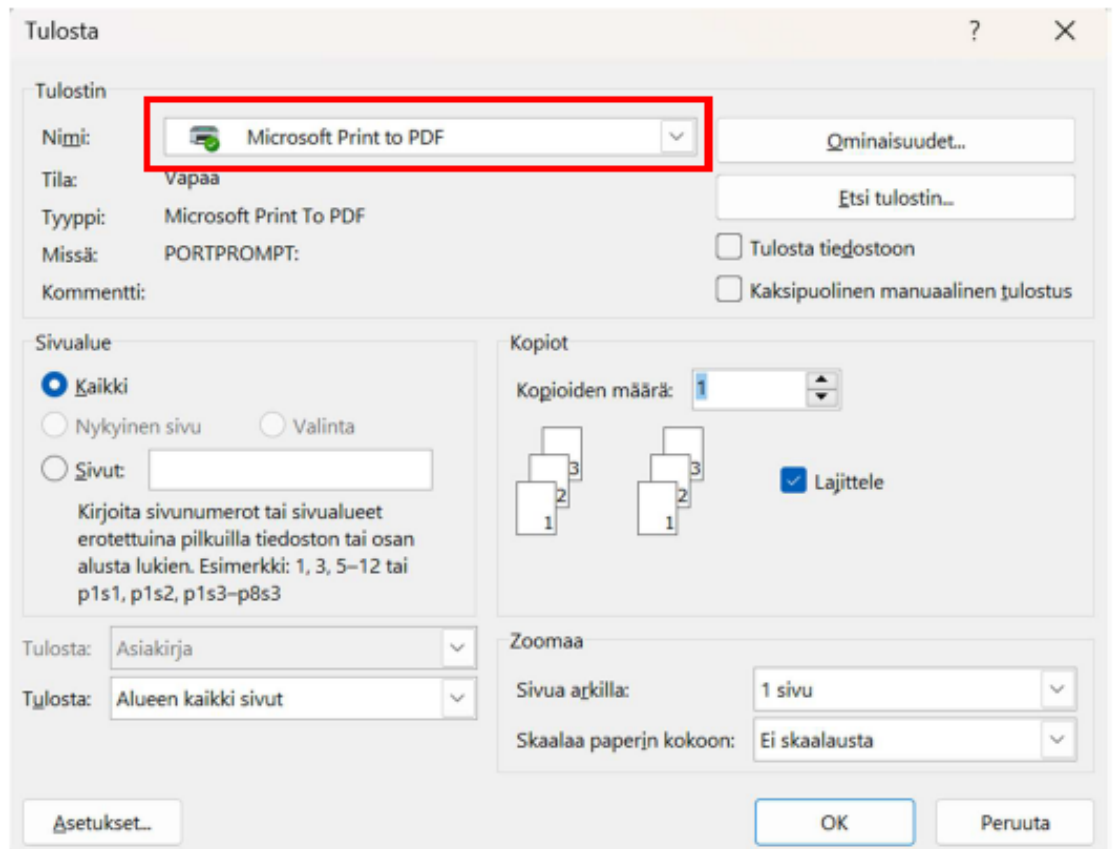 Tulosta
Tulostin
Nimi: Microsoft Print to PDF Ominaisuudet...
Tila: Vapaa Etsi tulostin...
Tyyppi: Microsoft Print To PDF
Missä: PORTPROMPT: Tulosta tiedostoon
Kommentti: Kaksipuolinen manuaalinen tulostus
Sivualue
Kaikki
Nykyinen sivu Valinta
Sivut:
Kirjoita sivunumerot tai sivualueet
erotettuina pilkuilla tiedoston tai osan
alusta lukien. Esimerkki: 1, 3, 5–12 tai
p1s1, p1s2, p1s3–p8s3
Kopiot
Kopioiden määrä: 1
3 3
2 2
1 1
Lajittele
Tulosta: Asiakirja
Tulosta: Alueen kaikki sivut
Zoomaa
Sivua arkilla: 1 sivu
Skaalaa paperin kokoon: Ei skaalausta
Asetukset... OK Peruuta